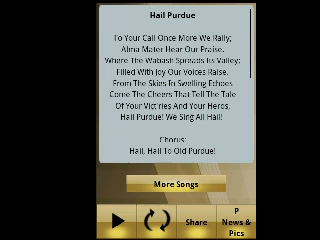 Hail Purdue
To Your Call Once More We Rally;
Alma Mater Hear Our Praise.
Where The Wabash Spreads Its Valley;
Filled With Joy Our Voices Raise.
From The Skies In Swelling Echoes
Come The Cheers That Tell The Tale
Of Your Vict'ries And Your Heros,
Hail Purdue! We Sing All Hail!
Chorus:
Hail, Hail To Old Purdue!
More Songs
Share
P
News &
Pics